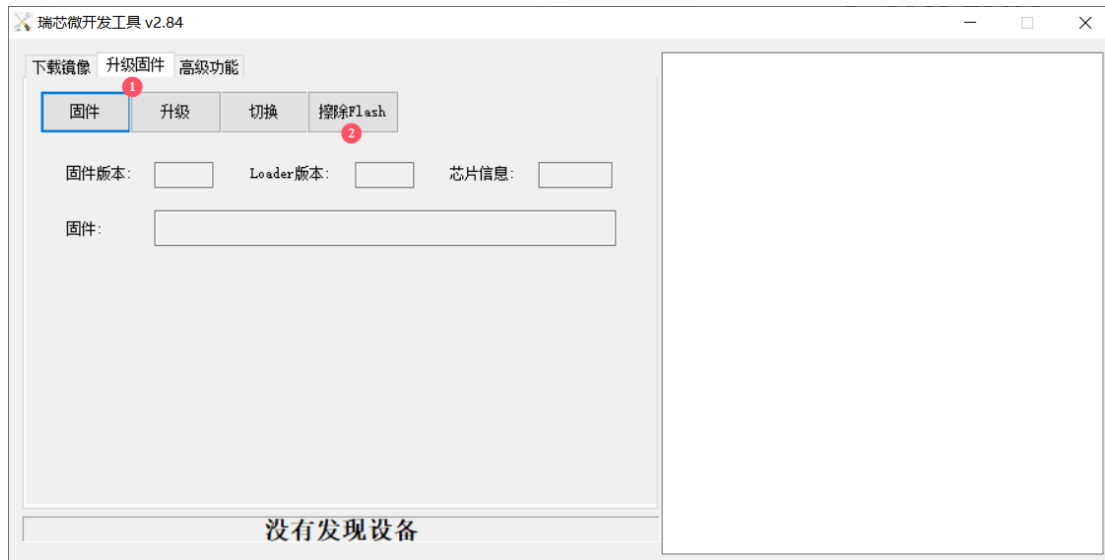 瑞芯微开发工具 v2.84
下载镜像 升级固件 高级功能
1
固件 升级 切换 擦除Flash
2
固件版本: Loader版本: 芯片信息:
固件:
没有发现设备